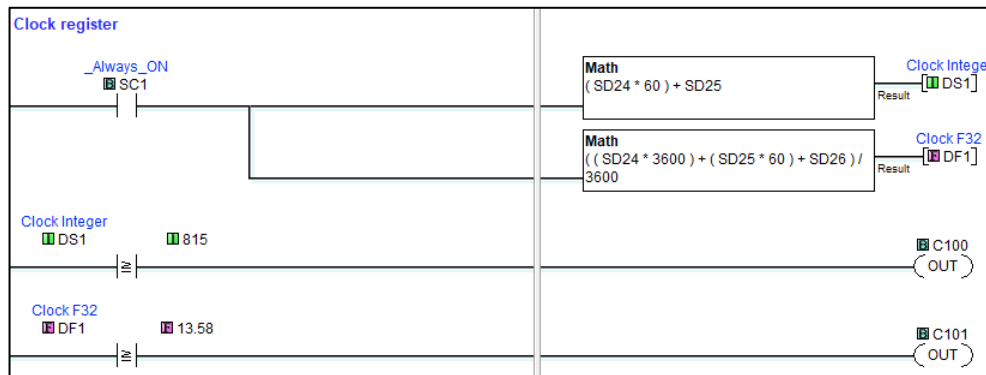 Clock register
_Always_ON
B SC1
Math
( SD24 * 60 ) + SD25
Result
Clock Intege
I DS1
Math
( ( SD24 * 3600 ) + ( SD25 * 60 ) + SD26 ) /
3600
Result
Clock F32
F DF1
Clock Integer
I DS1
I 815
≥
B C100
OUT
Clock F32
F DF1
F 13.58
≥
B C101
OUT